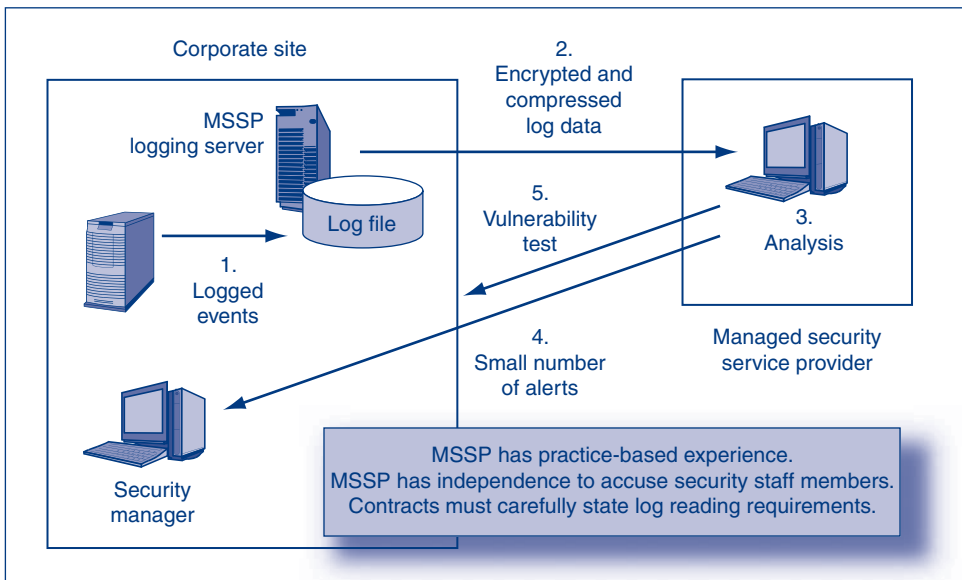 Corporate site
MSSP
logging server
Log file
1.
Logged
events
2.
Encrypted and
compressed
log data
3.
Analysis
Managed security
service provider
5.
Vulnerability
test
4.
Small number
of alerts
Security
manager
MSSP has practice-based experience.
MSSP has independence to accuse security staff members.
Contracts must carefully state log reading requirements.